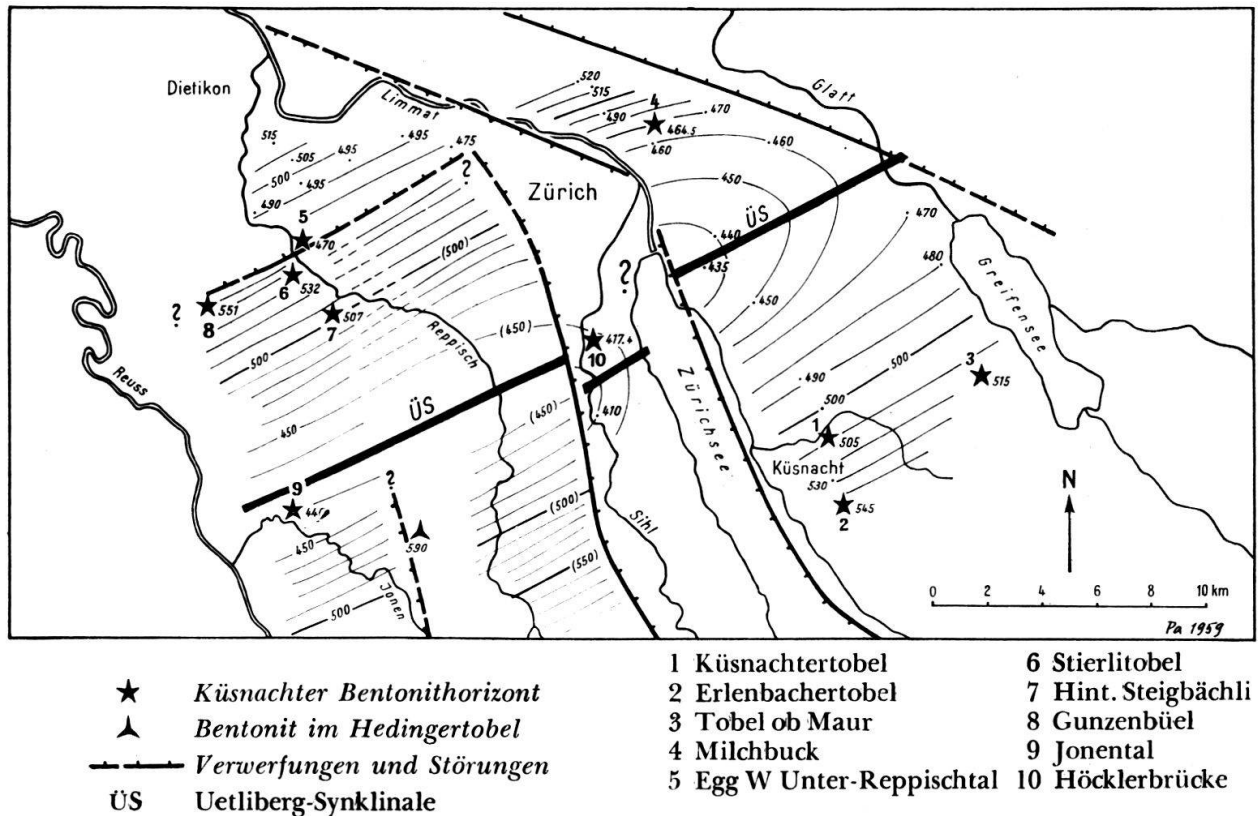 Dietikon
Limmat
Glatt
Zürich
ÜS
Greifensee
Reuss
Reppisch
ÜS
Zürichsee
Küsnacht
Sihl
Jonen
N
520
515
490
4
470
464.5
460
460
450
440
435
450
470
480
490
500
500
3
515
1
505
530
2
545
515
495
505
495
500
495
475
490
5
470
?
6
532
(500)
8
551
?
7
507
500
(450)
10
417.4
?
410
(450)
450
9
?
590
450
500
(500)
(550)
0 2 4 6 8 10 km
Pa 1959
Küsnachter Bentonithorizont
Bentonit im Hedingertobel
Verwerfungen und Störungen
ÜS Uetliberg-Synklinale
1 Küsnachtertobel
2 Erlenbachertobel
3 Tobel ob Maur
4 Milchbuck
5 Egg W Unter-Reppischtal
6 Stierlitobel
7 Hint. Steigbächli
8 Gunzenbüel
9 Jonental
10 Höcklerbrücke